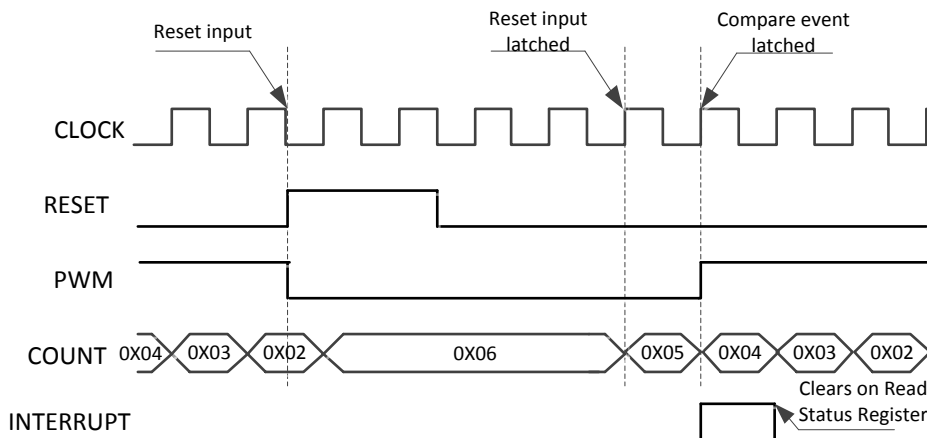 Reset input
Reset input
latched
Compare event
latched
CLOCK
RESET
PWM
COUNT
0X04
0X03
0X02
0X06
0X05
0X04
0X03
0X02
Clears on Read
Status Register
INTERRUPT